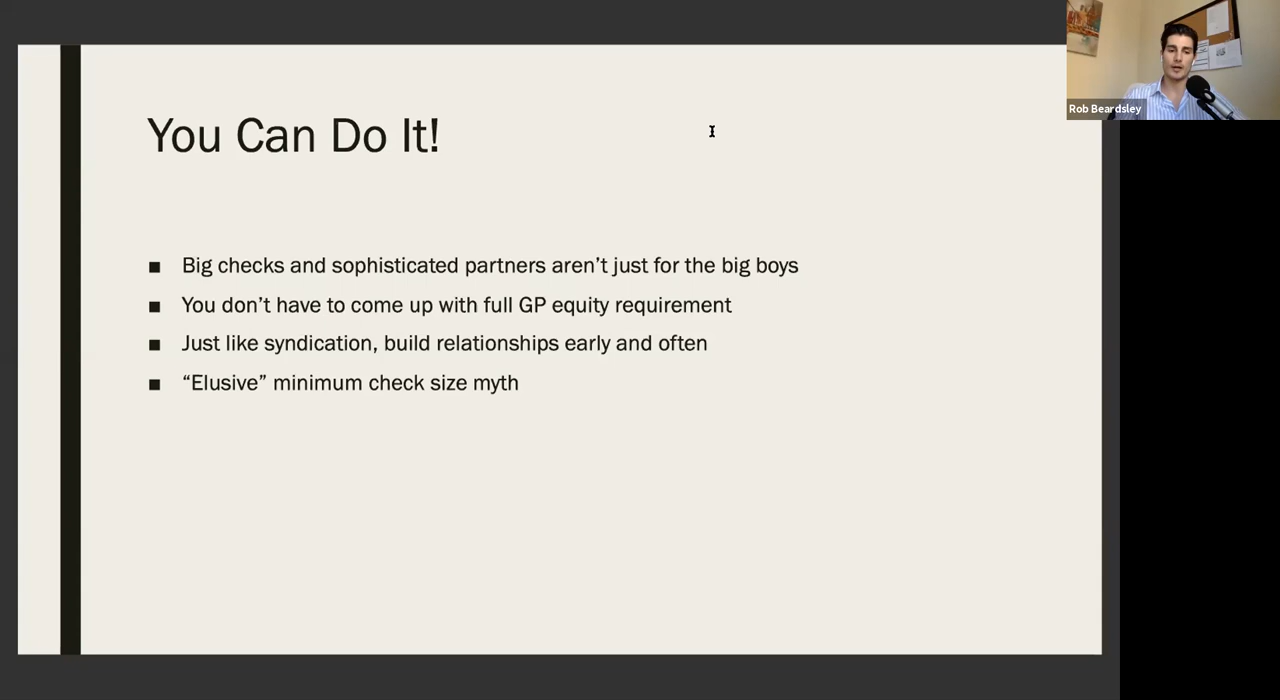 You Can Do It!
■ Big checks and sophisticated partners aren’t just for the big boys
■ You don’t have to come up with full GP equity requirement
■ Just like syndication, build relationships early and often
■ “Elusive” minimum check size myth
Rob Beardsley